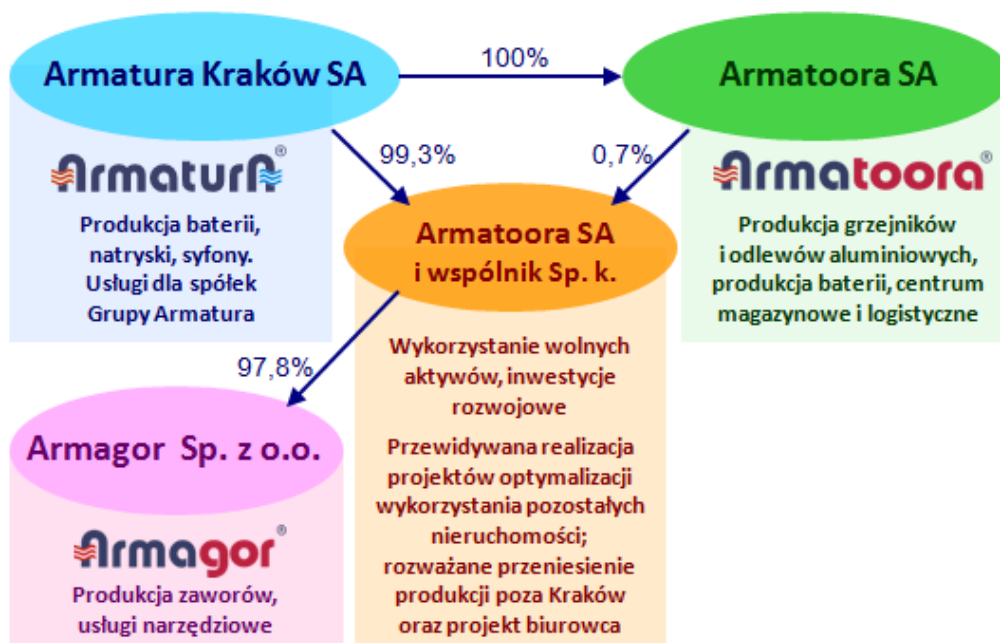 Armatura Kraków SA
100%
Armatoora SA
99,3%
0,7%
ArmaturA®
Produkcja baterii,
natryski, syfony.
Usługi dla spółek
Grupy Armatura
Armatoora®
Produkcja grzejników
i odlewów aluminiowych,
produkcja baterii, centrum
magazynowe i logistyczne
Armatoora SA
i wspólnik Sp. k.
97,8%
Wykorzystanie wolnych
aktywów, inwestycje
rozwojowe
Przewidywana realizacja
projektów optymalizacji
wykorzystania pozostałych
nieruchomości;
rozważane przeniesienie
produkcji poza Kraków
oraz projekt biurowca
Armagor Sp. z o.o.
Armagor®
Produkcja zaworów,
usługi narzędziowe